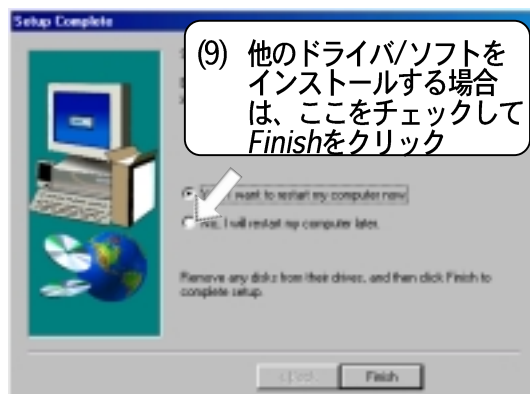 Setup Complete
(9) 他のドライバ/ソフトを
インストールする場合
は、ここをチェックして
Finishをクリック
I want to restart my computer now.
No, I will restart my computer later.
Remove any disks from their drives, and then click Finish to
complete setup.
Finish